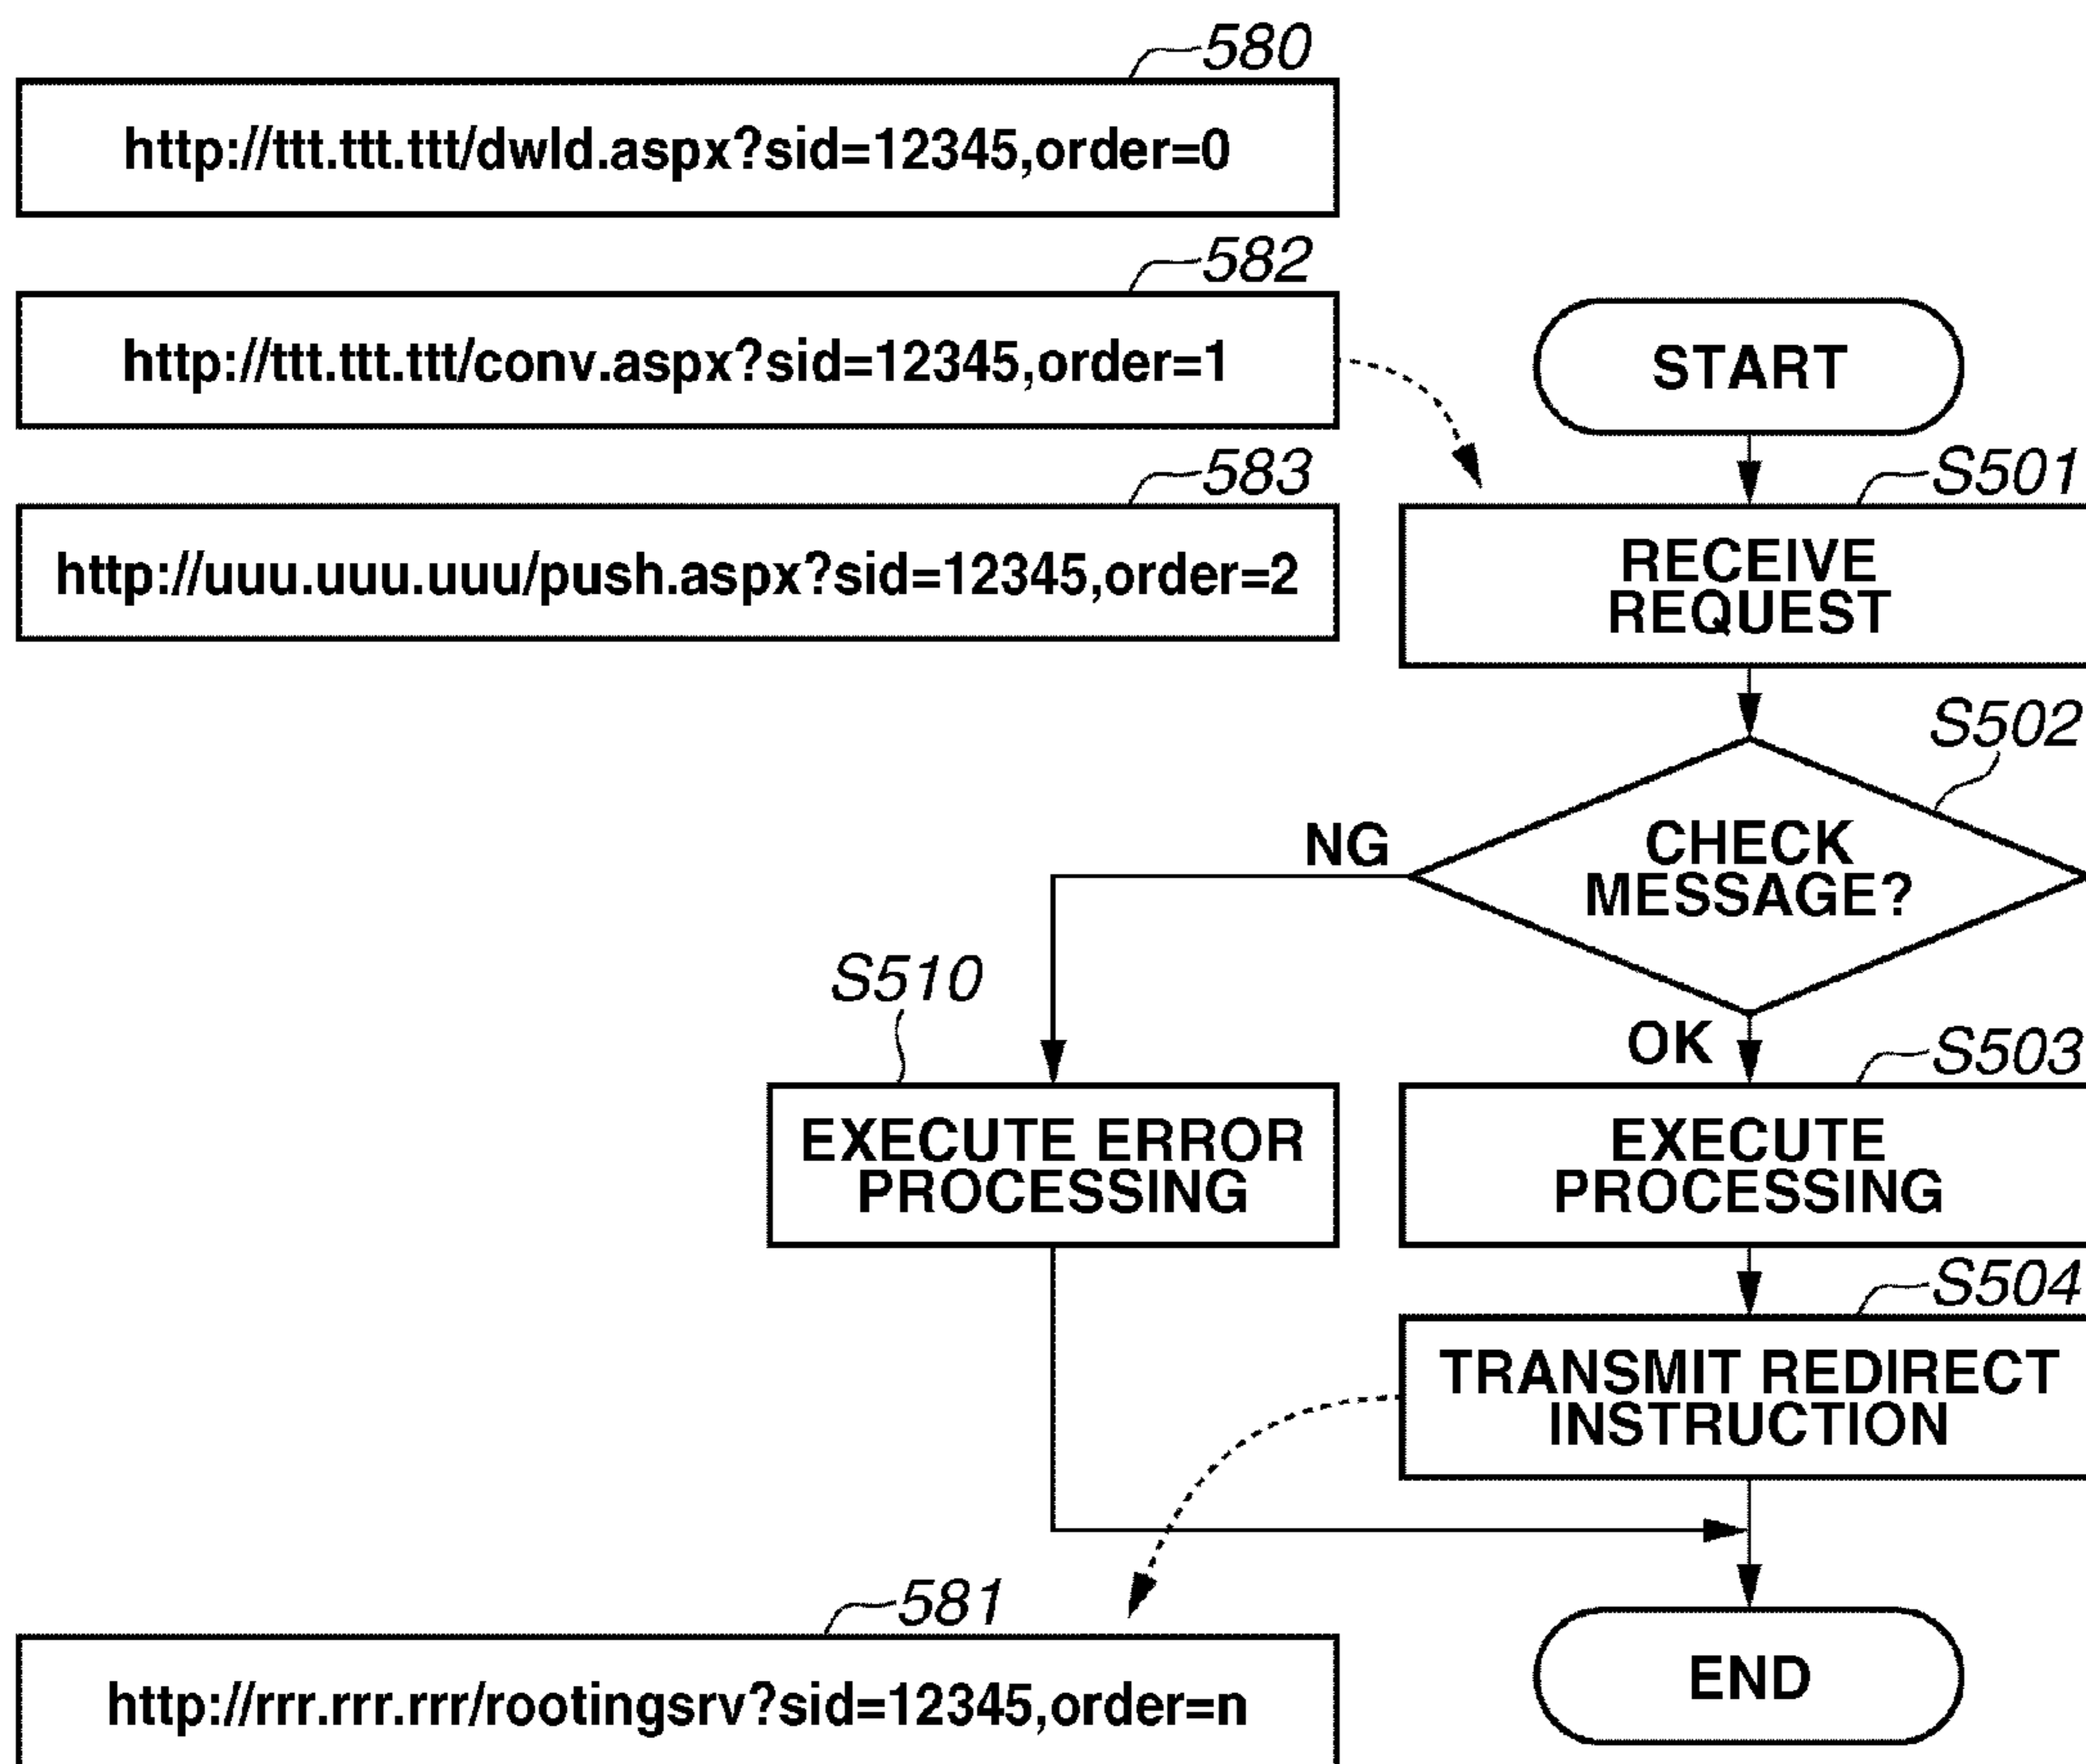 580
http://ttt.ttt.ttt/dwld.aspx?sid=12345,order=0
582
http://ttt.ttt.ttt/conv.aspx?sid=12345,order=1
START
583
http://uuu.uuu.uuu/push.aspx?sid=12345,order=2
S501
RECEIVE
REQUEST
S502
CHECK
MESSAGE?
NG
OK
S510
EXECUTE ERROR
PROCESSING
S503
EXECUTE
PROCESSING
S504
TRANSMIT REDIRECT
INSTRUCTION
581
http://rrr.rrr.rrr/rootingsrv?sid=12345,order=n
END